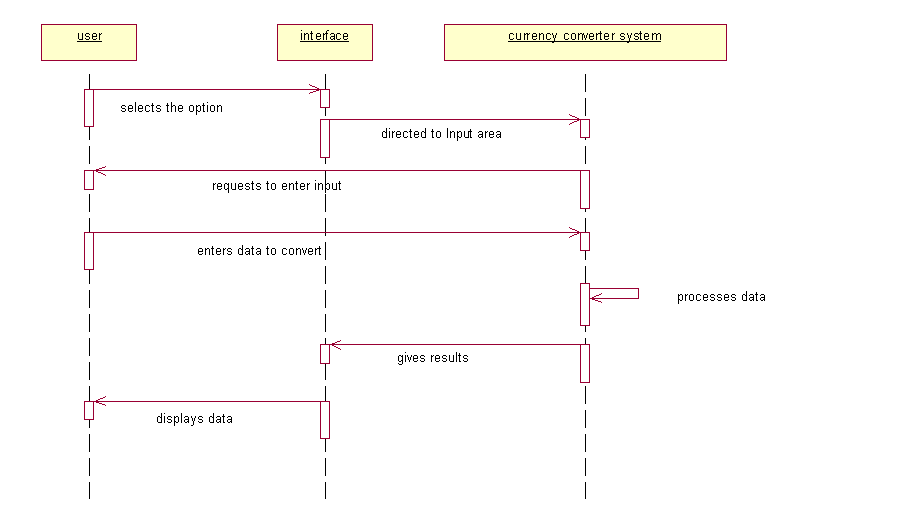 user
interface
currency converter system
selects the option
directed to Input area
requests to enter input
enters data to convert
processes data
gives results
displays data